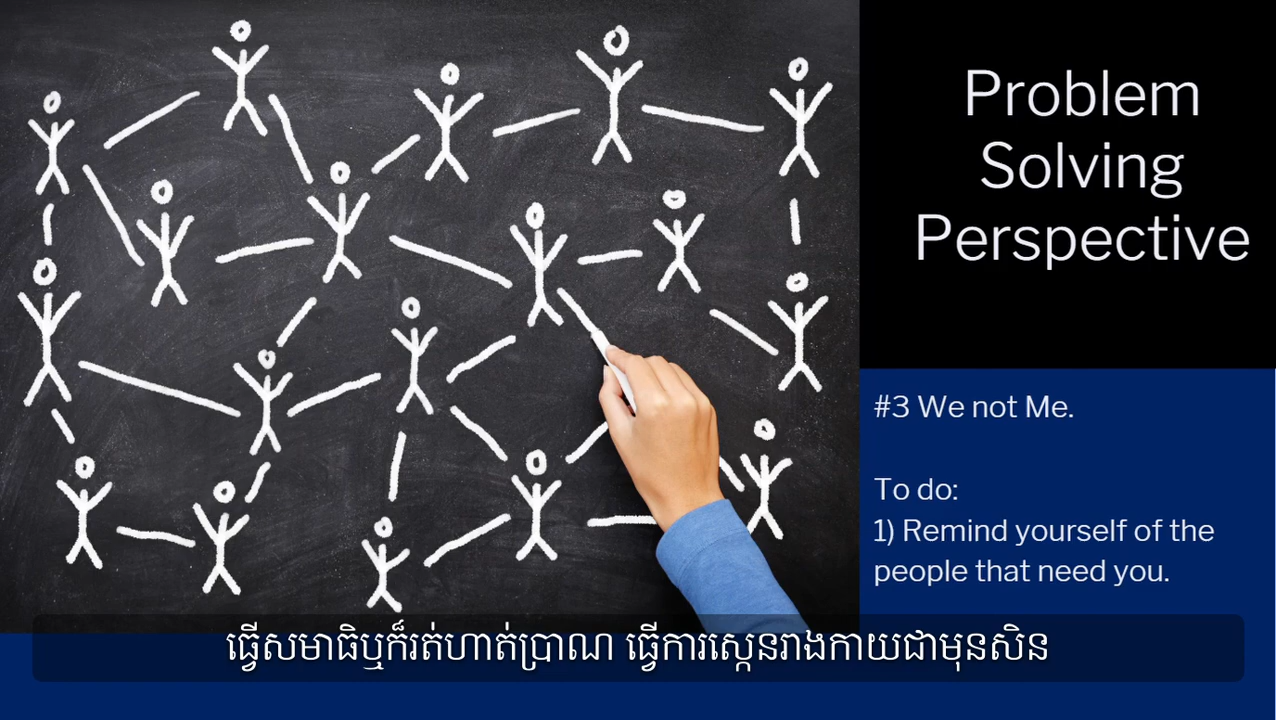 Problem
Solving
Perspective
#3 We not Me.
To do:
1) Remind yourself of the
people that need you.
ធ្វើសមាធិឬក៏រត់ហាត់ប្រាណ ធ្វើការស្កេនរាងកាយជាមុនសិន